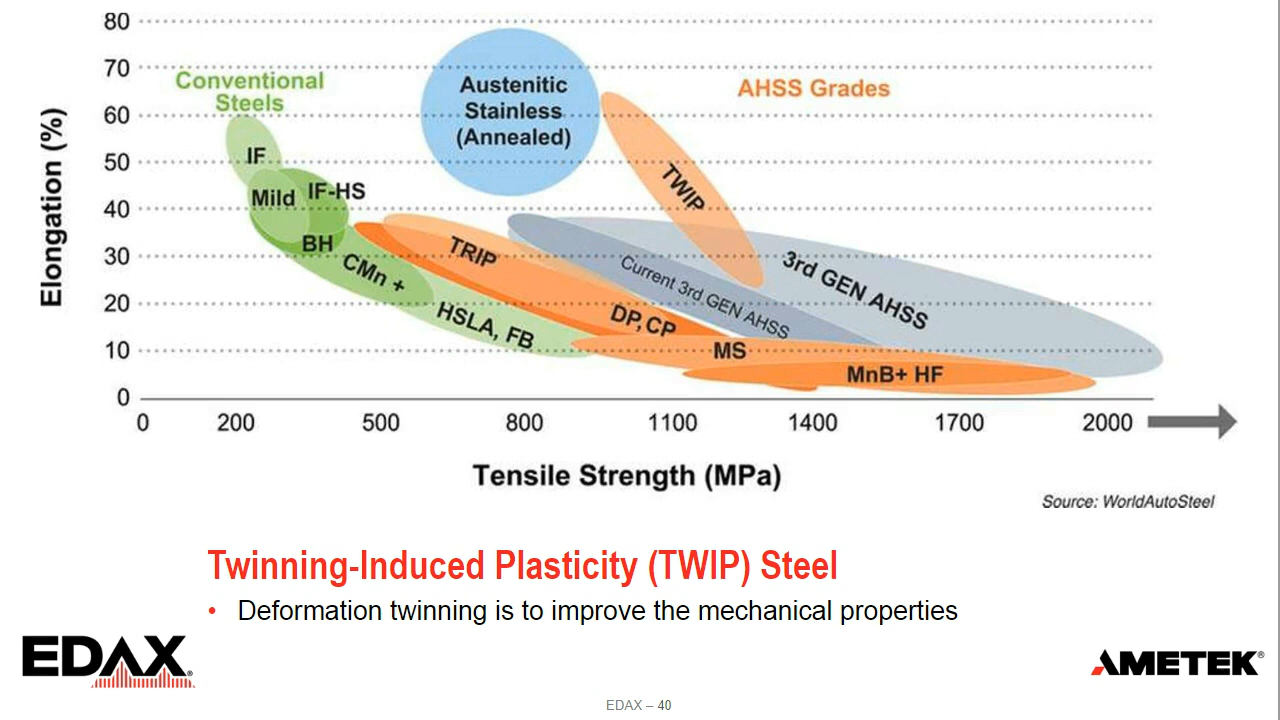 80
70
60
50
40
30
20
10
0
Elongation (%)
Conventional
Steels
AHSS Grades
Austenitic
Stainless
(Annealed)
IF
Mild
IF-HS
BH
CMn +
HSLA, FB
TRIP
DP, CP
TWIP
Current 3rd GEN AHSS
3rd GEN AHSS
MS
MnB+ HF
0 200 500 800 1100 1400 1700 2000
Tensile Strength (MPa)
Source: WorldAutoSteel
Twinning-Induced Plasticity (TWIP) Steel
• Deformation twinning is to improve the mechanical properties
EDAX®
AMETEK®
EDAX – 40